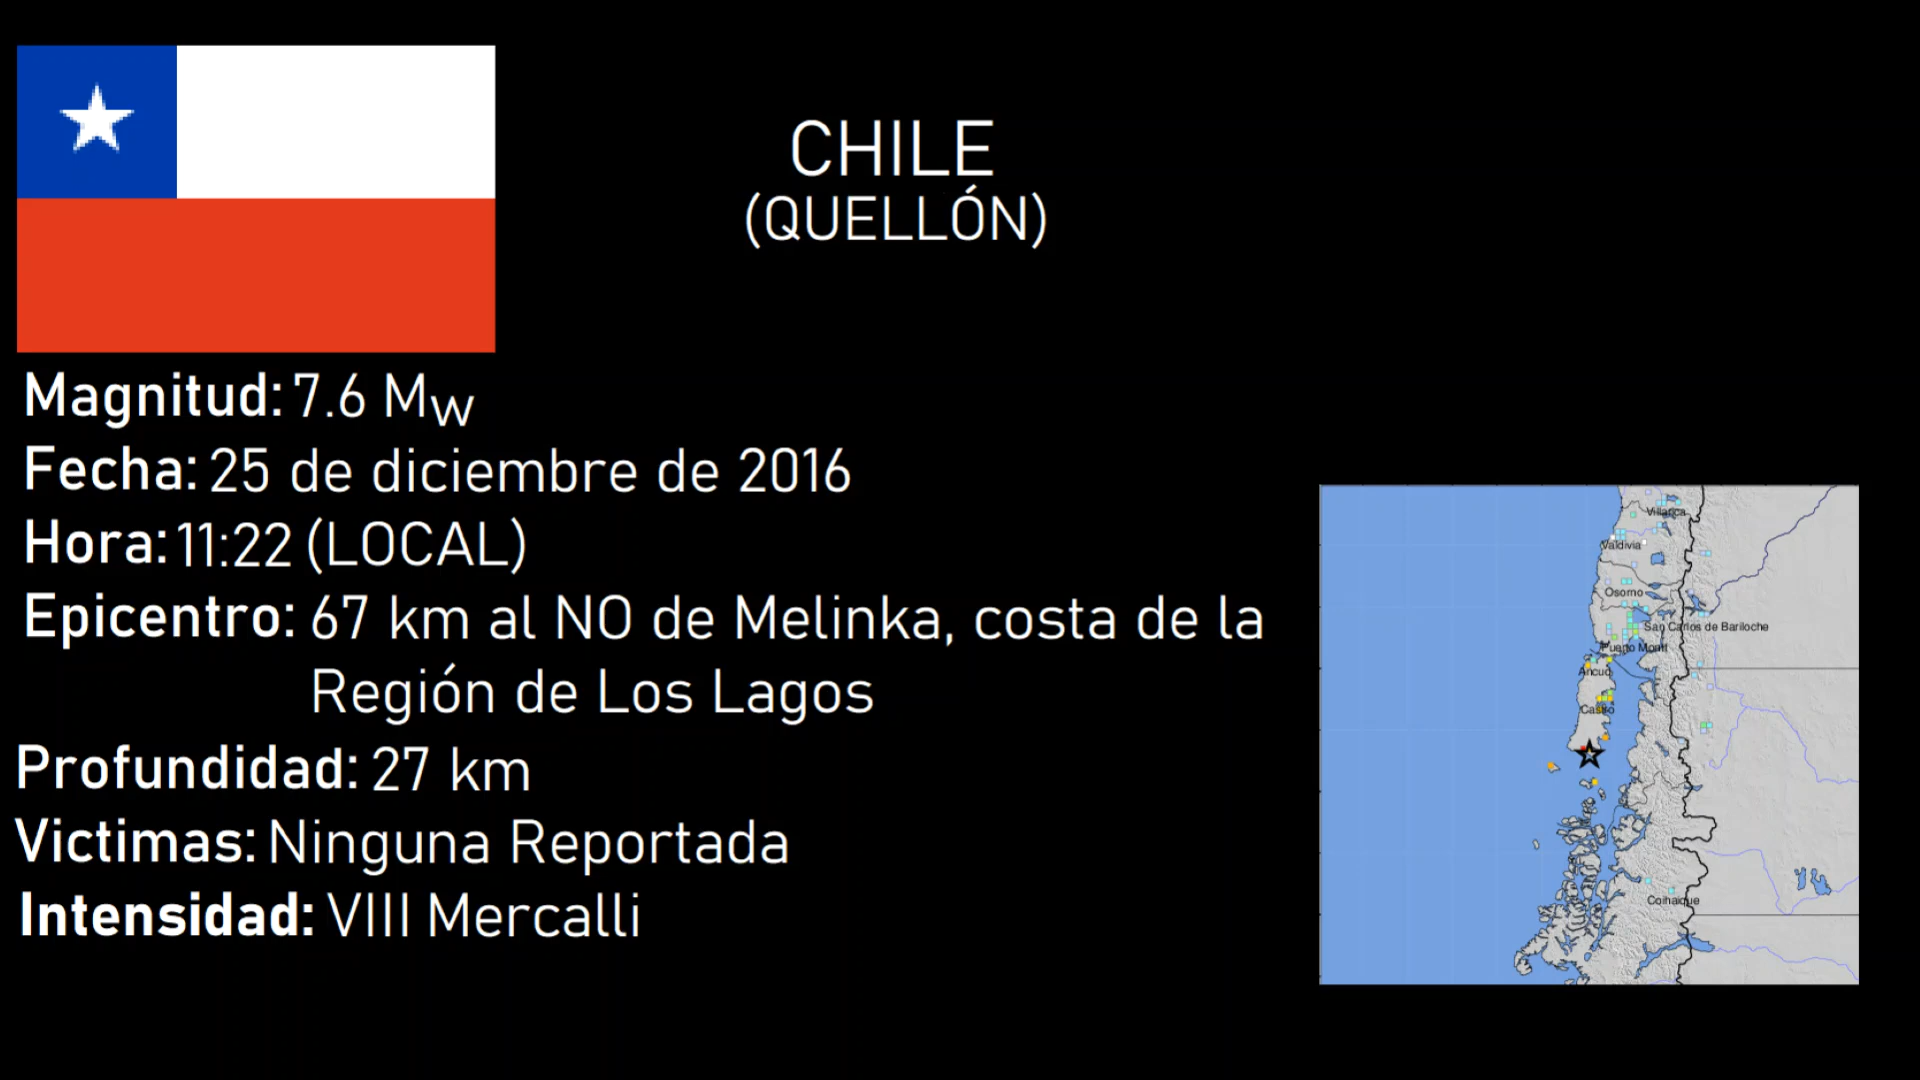 CHILE
(QUELLÓN)
Magnitud: 7.6 Mw
Fecha: 25 de diciembre de 2016
Hora: 11:22 (LOCAL)
Epicentro: 67 km al NO de Melinka, costa de la
Región de Los Lagos
Profundidad: 27 km
Victimas: Ninguna Reportada
Intensidad: VIII Mercalli
Villarica
Valdivia
Osorno
San Carlos de Bariloche
Puerto Montt
Ancud
Castro
Coihaique